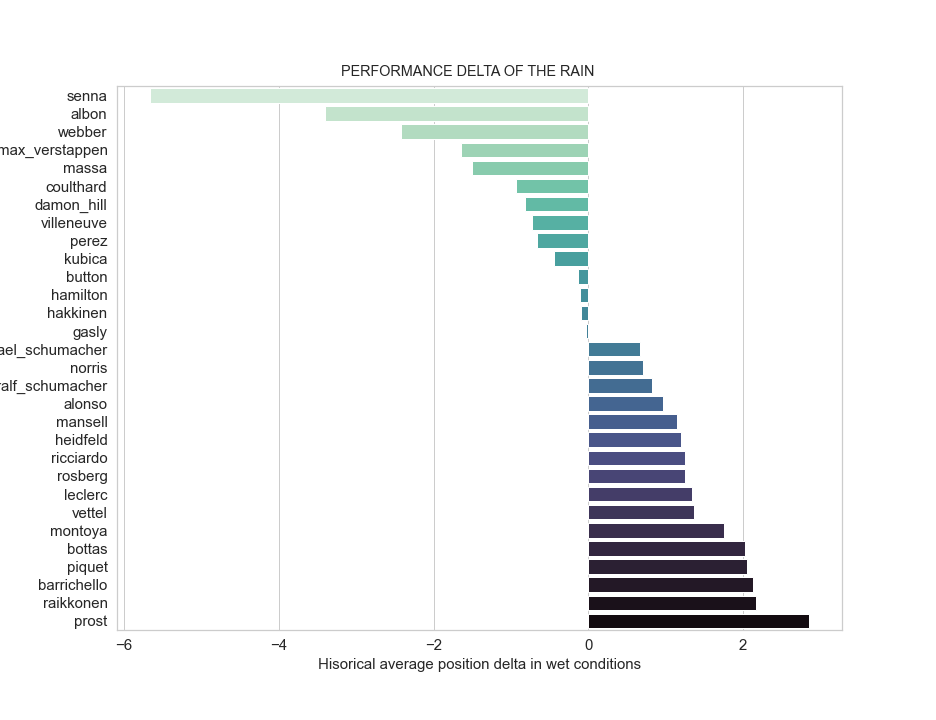 PERFORMANCE DELTA OF THE RAIN
senna
albon
webber
max_verstappen
massa
coulthard
damon_hill
villeneuve
perez
kubica
button
hamilton
hakkinen
gasly
ael_schumacher
norris
ralf_schumacher
alonso
mansell
heidfeld
ricciardo
rosberg
leclerc
vettel
montoya
bottas
piquet
barrichello
raikkonen
prost
−6 −4 −2 0 2
Hisorical average position delta in wet conditions